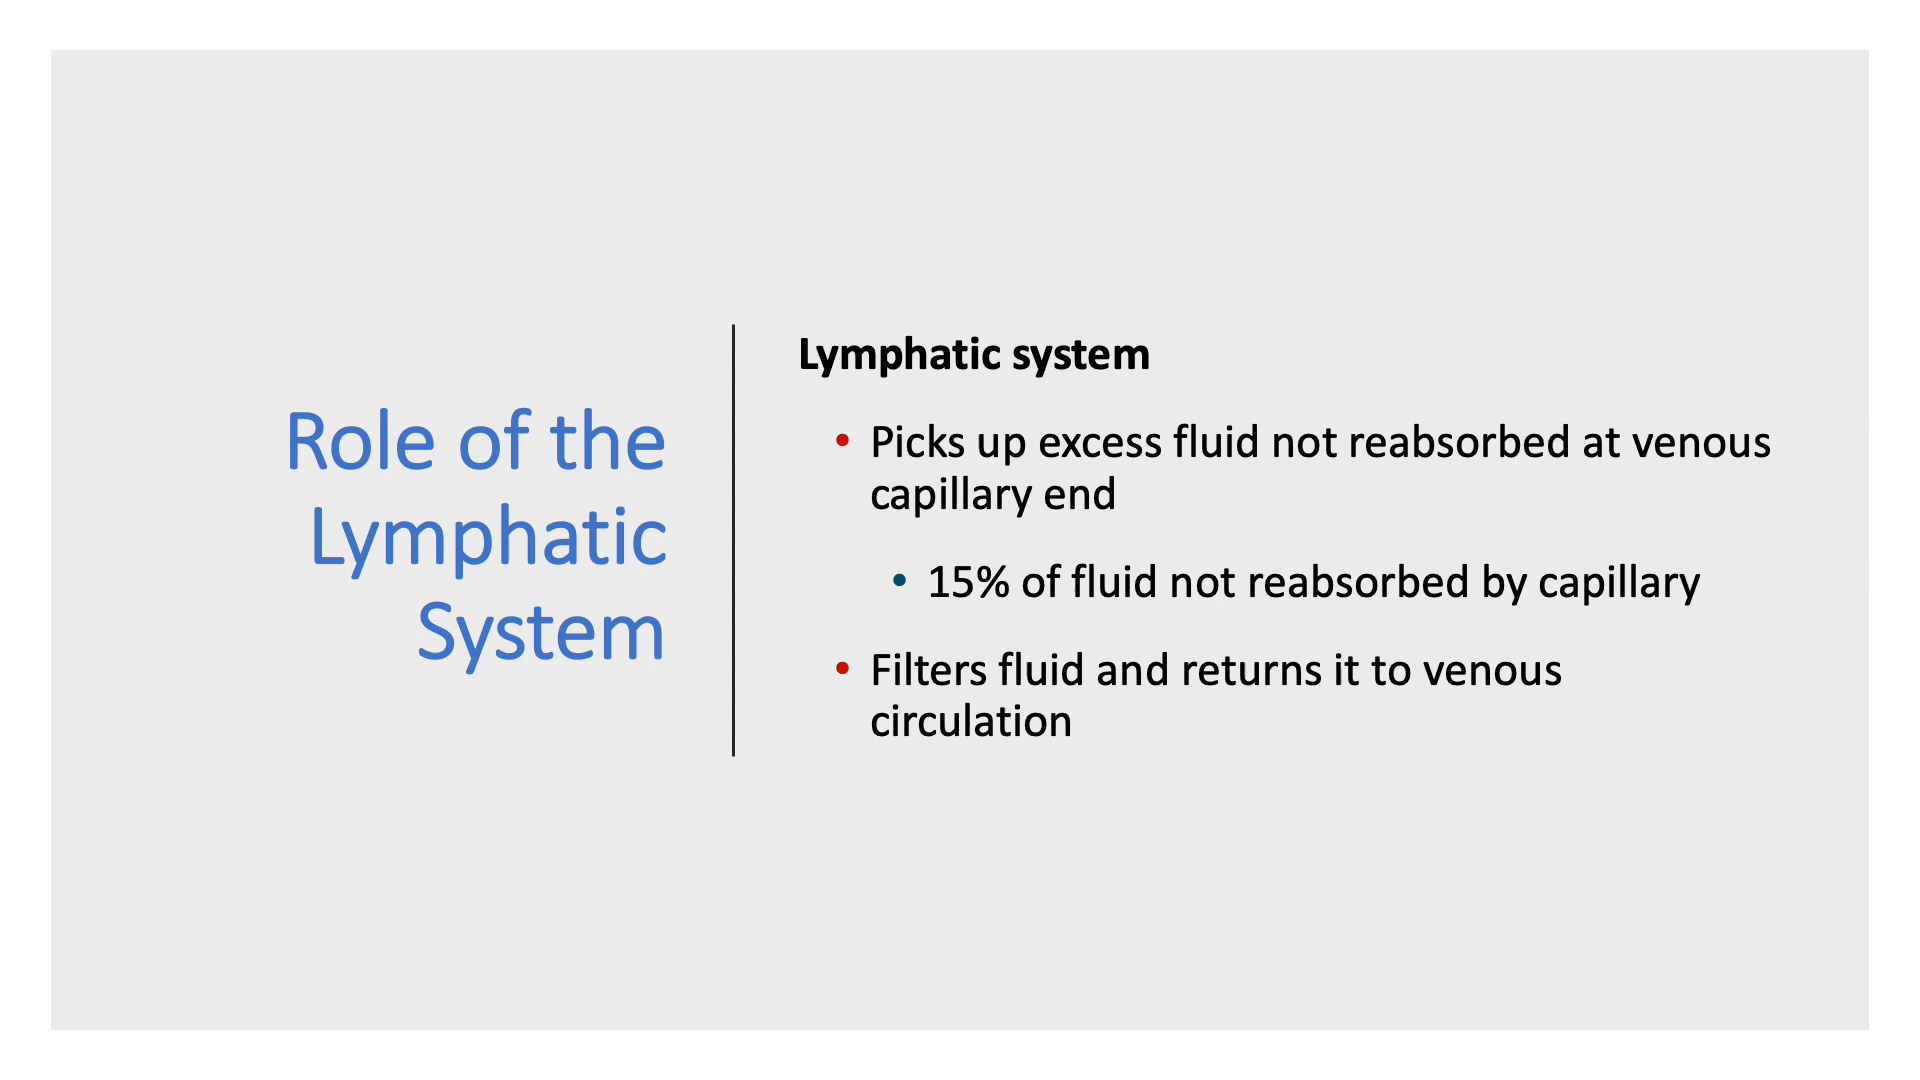 Role of the
Lymphatic
System
Lymphatic system
• Picks up excess fluid not reabsorbed at venous
capillary end
• 15% of fluid not reabsorbed by capillary
• Filters fluid and returns it to venous
circulation